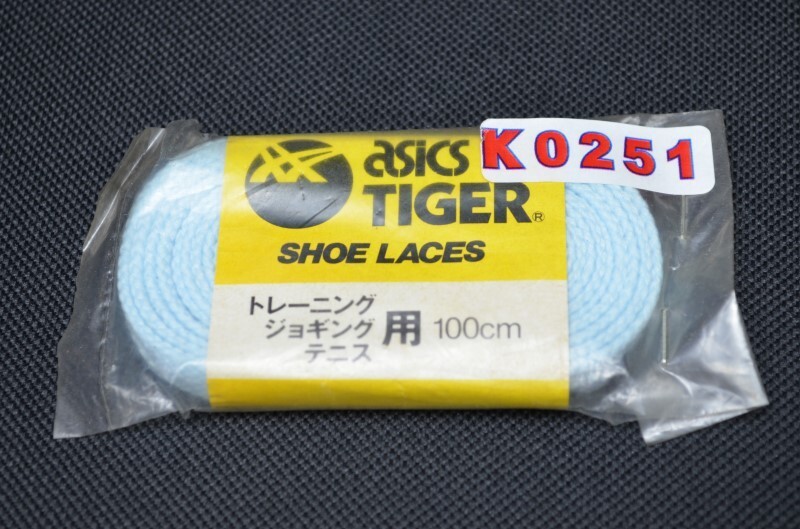 asics
K0251
TIGER®
SHOE LACES
トレーニング
ジョギング 用 100cm
テニス